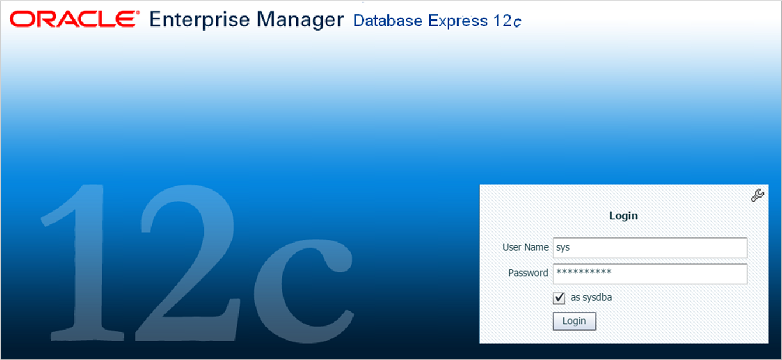 ORACLE® Enterprise Manager Database Express 12c
12c
Login
User Name sys
Password **********
as sysdba
Login